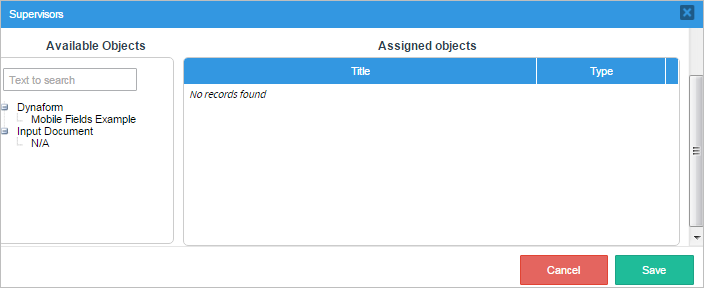 Supervisors
Available Objects
Assigned objects
Text to search
Title
Type
No records found
Dynaform
Mobile Fields Example
Input Document
N/A
Cancel
Save